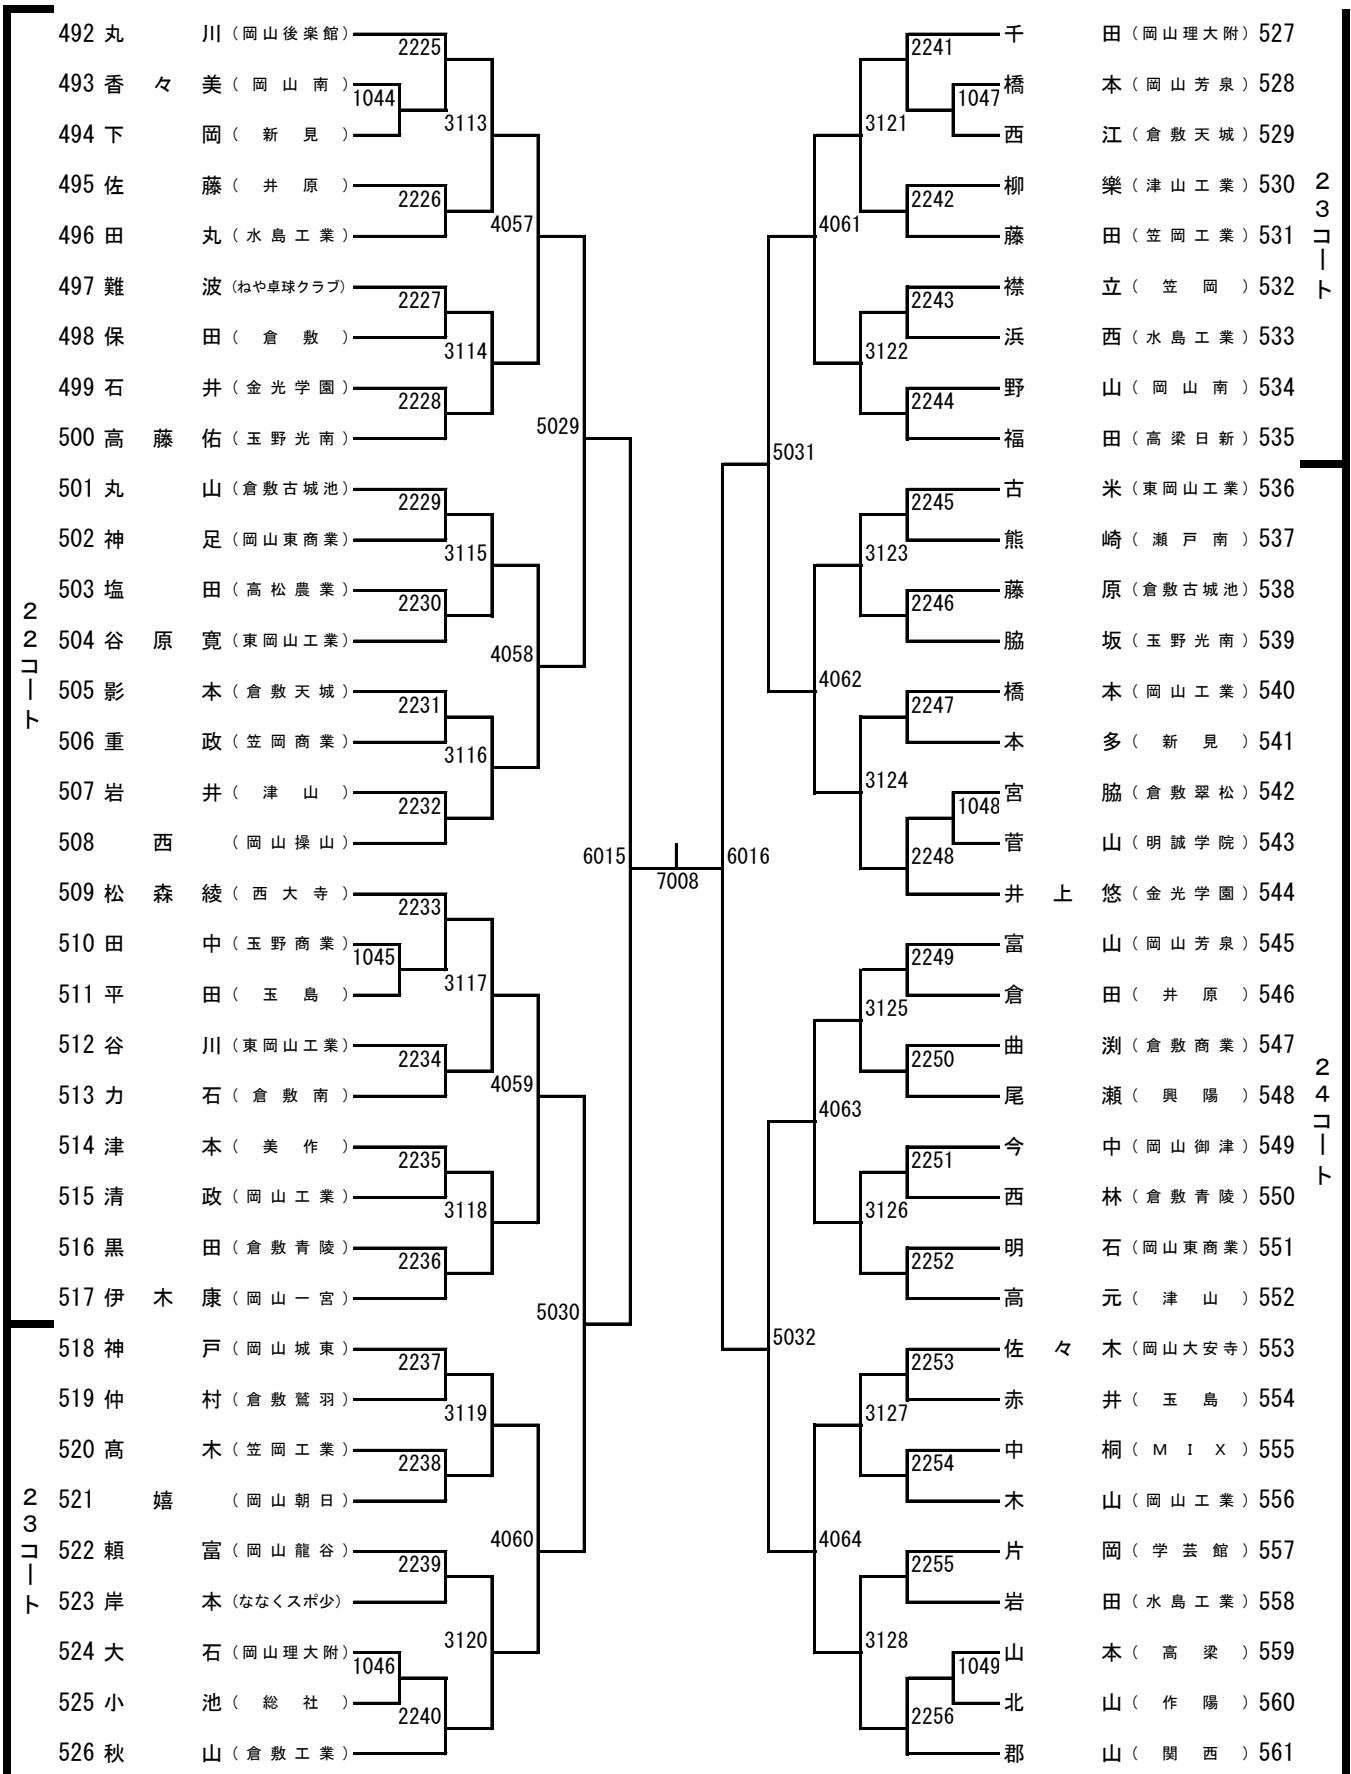 492 丸川 (岡山後楽館)
493 香々美 (岡山南)
494 下岡 (新見)
495 佐藤 (井原)
496 田丸 (水島工業)
497 難波 (ねや卓球クラブ)
498 保田 (倉敷)
499 石井 (金光学園)
500 高藤佑 (玉野光南)
501 丸山 (倉敷古城池)
502 神足 (岡山東商業)
503 塩田 (高松農業)
504 谷原寛 (東岡山工業)
505 影本 (倉敷天城)
506 重政 (笠岡商業)
507 岩井 (津山)
508 西 (岡山操山)
509 松森綾 (西大寺)
510 田中 (玉野商業)
511 平田 (玉島)
512 谷川 (東岡山工業)
513 力石 (倉敷南)
514 津本 (美作)
515 清政 (岡山工業)
516 黒田 (倉敷青陵)
517 伊木康 (岡山一宮)
518 神戸 (岡山城東)
519 仲村 (倉敷鷲羽)
520 髙木 (笠岡工業)
521 嬉 (岡山朝日)
522 頼富 (岡山龍谷)
523 岸本 (ななくスポ少)
524 大石 (岡山理大附)
525 小池 (総社)
526 秋山 (倉敷工業)
22コート
23コート
1044
1045
1046
2225
2226
2227
2228
2229
2230
2231
2232
2233
2234
2235
2236
2237
2238
2239
2240
3113
3114
3115
3116
3117
3118
3119
3120
4057
4058
4059
4060
5029
5030
6015
7008
6016
5031
5032
4061
4062
4063
4064
3121
3122
3123
3124
3125
3126
3127
3128
2241
2242
2243
2244
2245
2246
2247
2248
2249
2250
2251
2252
2253
2254
2255
2256
1047
1048
1049
千田 (岡山理大附) 527
橋本 (岡山芳泉) 528
西江 (倉敷天城) 529
柳樂 (津山工業) 530
藤田 (笠岡工業) 531
襟立 (笠岡) 532
浜西 (水島工業) 533
野山 (岡山南) 534
福田 (高梁日新) 535
古米 (東岡山工業) 536
熊崎 (瀬戸南) 537
藤原 (倉敷古城池) 538
脇坂 (玉野光南) 539
橋本 (岡山工業) 540
本多 (新見) 541
宮脇 (倉敷翠松) 542
菅山 (明誠学院) 543
井上悠 (金光学園) 544
富山 (岡山芳泉) 545
倉田 (井原) 546
曲渕 (倉敷商業) 547
尾瀬 (興陽) 548
今中 (岡山御津) 549
西林 (倉敷青陵) 550
明石 (岡山東商業) 551
高元 (津山) 552
佐々木 (岡山大安寺) 553
赤井 (玉島) 554
中桐 (MIX) 555
木山 (岡山工業) 556
片岡 (学芸館) 557
岩田 (水島工業) 558
山本 (高梁) 559
北山 (作陽) 560
郡山 (関西) 561
23コート
24コート